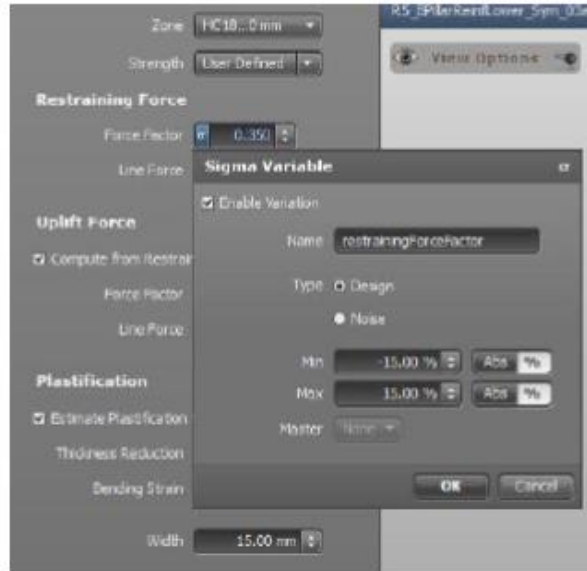 Zone HC18...0 mm
Strength User Defined
Restraining Force
Force Factor σ 0.350
Line Force
Uplift Force
Compute from Restrai
Force Factor
Line Force
Plastification
Estimate Plastification
Thickness Reduction
Bending Strain
Width 15.00 mm
View Options
Sigma Variable σ
Enable Variation
Name restrainingForceFactor
Type Design
Noise
Min -15.00 % Abs %
Max 15.00 % Abs %
Master None
OK Cancel